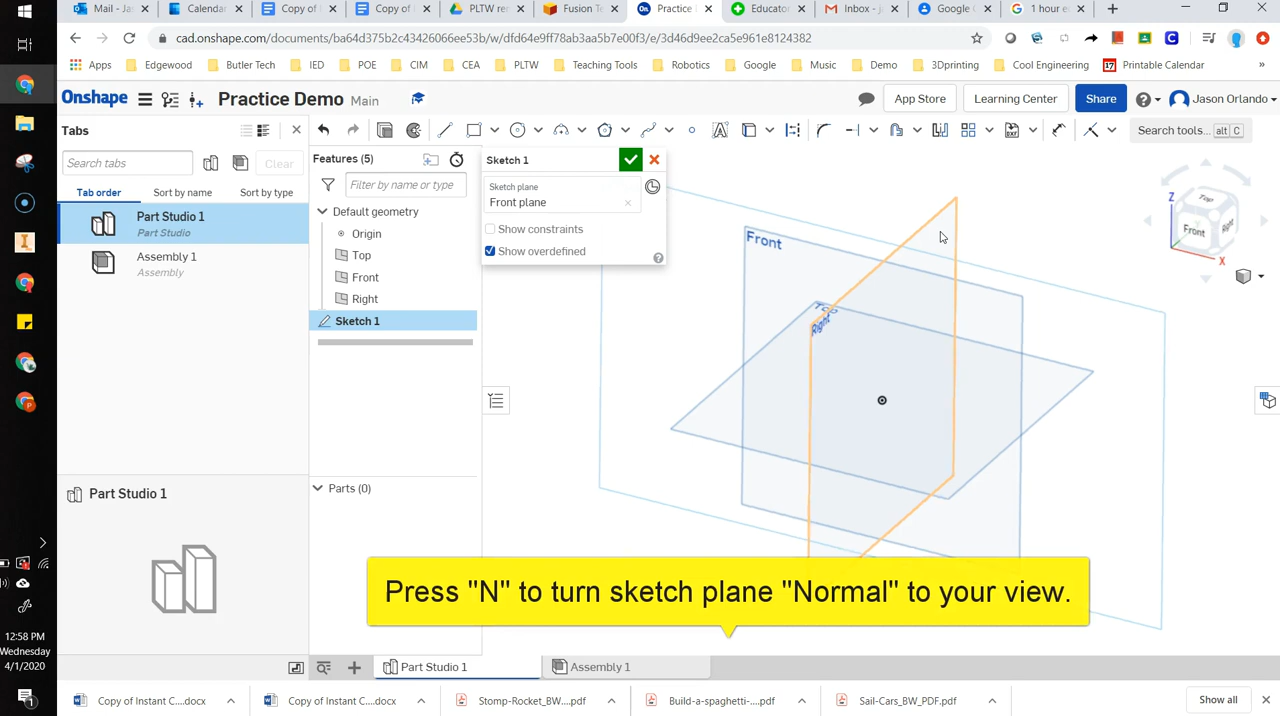 Mail - Jas
Calendar
Copy of I
Copy of I
PLTW re
Fusion Te
Practice
Educator
Inbox - j
Google C
1 hour e
cad.onshape.com/documents/ba64d375b2c43426066ee53b/w/dfd64e9ff78ab3aa5b7e00f3/e/3d46d9ee2ca5e961e8124382
Apps
Edgewood
Butler Tech
IED
POE
CIM
CEA
PLTW
Teaching Tools
Robotics
Google
Music
Demo
3Dprinting
Cool Engineering
17
Printable Calendar
»
Onshape
Practice Demo Main
App Store
Learning Center
Share
Jason Orlando
Tabs
Search tools...
alt C
Search tabs
Clear
Tab order
Sort by name
Sort by type
Part Studio 1
Part Studio
Assembly 1
Assembly
Features (5)
Filter by name or type
Default geometry
Origin
Top
Front
Right
Sketch 1
Parts (0)
Sketch 1
Sketch plane
Front plane
Show constraints
Show overdefined
Front
Top
Right
Z
Top
Front
Right
X
Part Studio 1
Press "N" to turn sketch plane "Normal" to your view.
12:58 PM
Wednesday
4/1/2020
1
Part Studio 1
Assembly 1
Copy of Instant C....docx
Copy of Instant C....docx
Stomp-Rocket_BW....pdf
Build-a-spaghetti-....pdf
Sail-Cars_BW_PDF.pdf
Show all